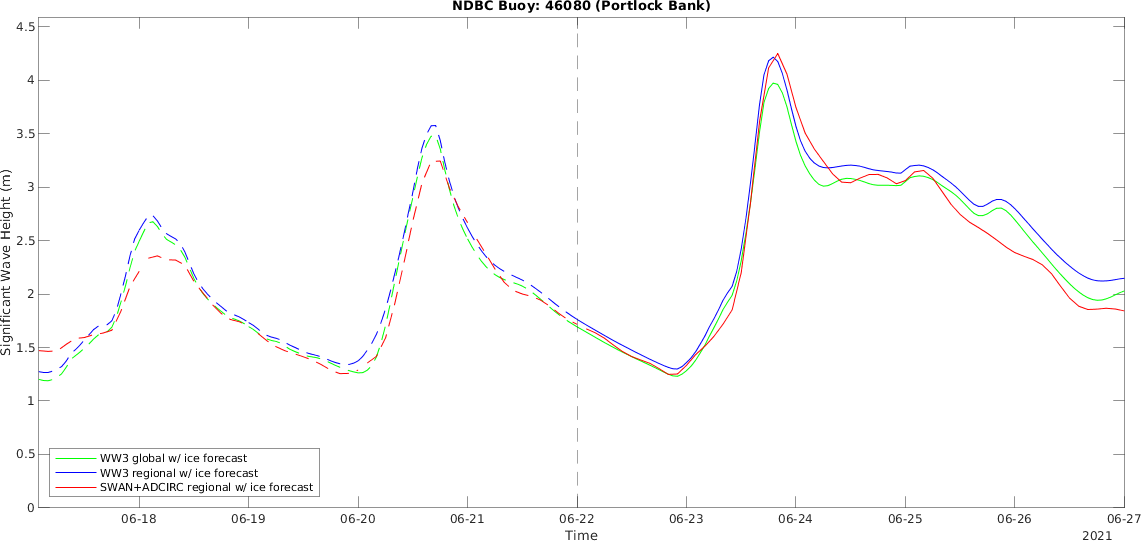 NDBC Buoy: 46080 (Portlock Bank)
Significant Wave Height (m)
4.5
4
3.5
3
2.5
2
1.5
1
0.5
0
WW3 global w/ ice forecast
WW3 regional w/ ice forecast
SWAN+ADCIRC regional w/ ice forecast
06-18 06-19 06-20 06-21 06-22 06-23 06-24 06-25 06-26 06-27
Time
2021